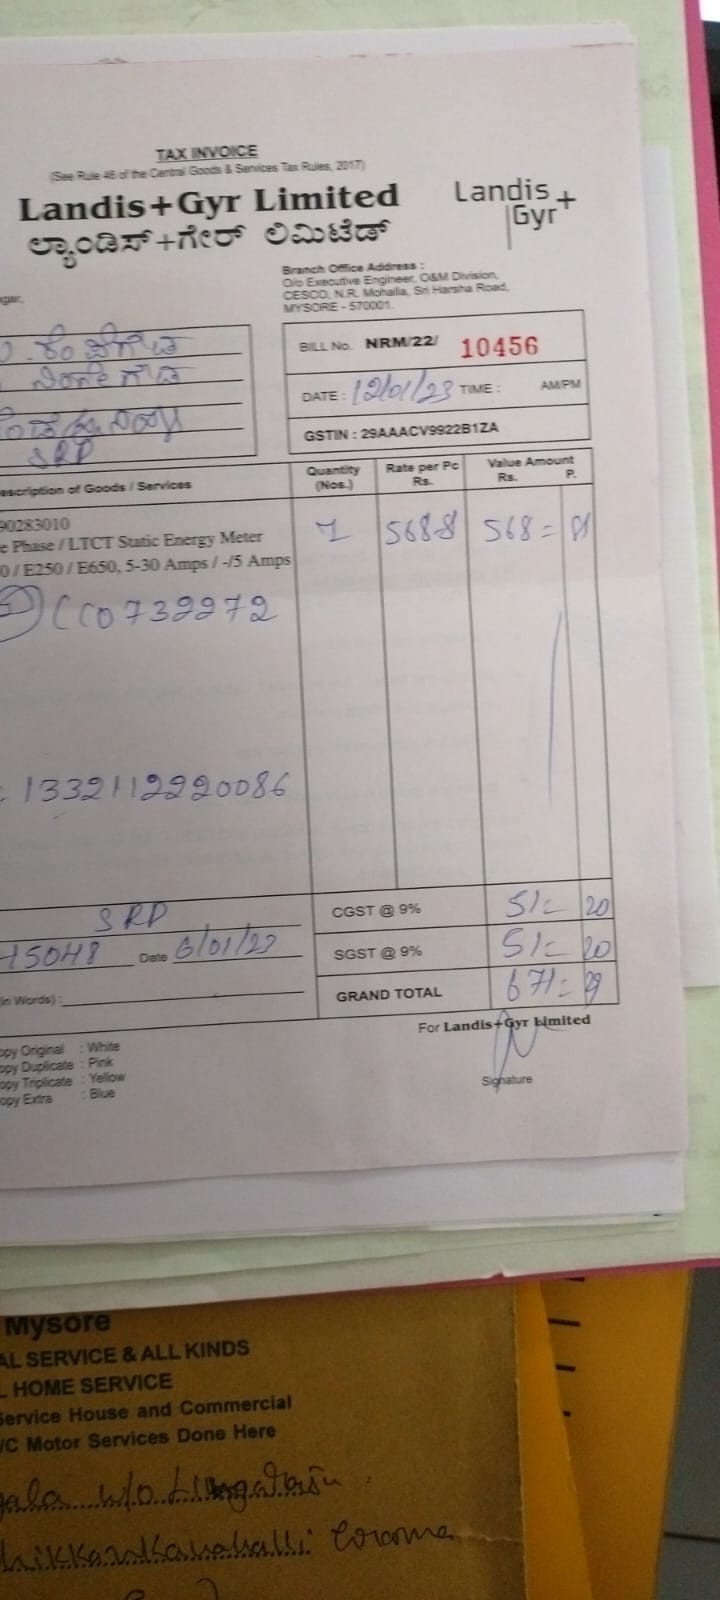 TAX INVOICE
(See Rule 46 of the Central Goods & Services Tax Rules, 2017)
Landis+Gyr Limited
ಲ್ಯಾಂಡಿಸ್+ಗೇರ್ ಲಿಮಿಟೆಡ್
Landis+
Gyr
Branch Office Address :
O/o Executive Engineer, O&M Division,
CESCO, N.R. Mohalla, Sri Harsha Road,
MYSORE - 570001.
agar,
BILL No. NRM/22/ 10456
DATE : 12/01/23 TIME : AM/PM
GSTIN : 29AAACV9922B1ZA
SRP
escription of Goods / Services Quantity (Nos.) Rate per Pc Rs. Value Amount Rs. P.
90283010
e Phase / LTCT Static Energy Meter 1 568.81 568= 81
0 / E250 / E650, 5-30 Amps / -/5 Amps
CC0739972
1332112220086
SRP CGST @ 9% 51= 20
45048 Date 6/01/23 SGST @ 9% 51= 20
in Words) : GRAND TOTAL 671= 29
For Landis+Gyr Limited
opy Original : White
opy Duplicate : Pink
opy Triplicate : Yellow
opy Extra : Blue
Signature
Mysore
AL SERVICE & ALL KINDS
L HOME SERVICE
Service House and Commercial
/C Motor Services Done Here
gala w/o Lingaraju